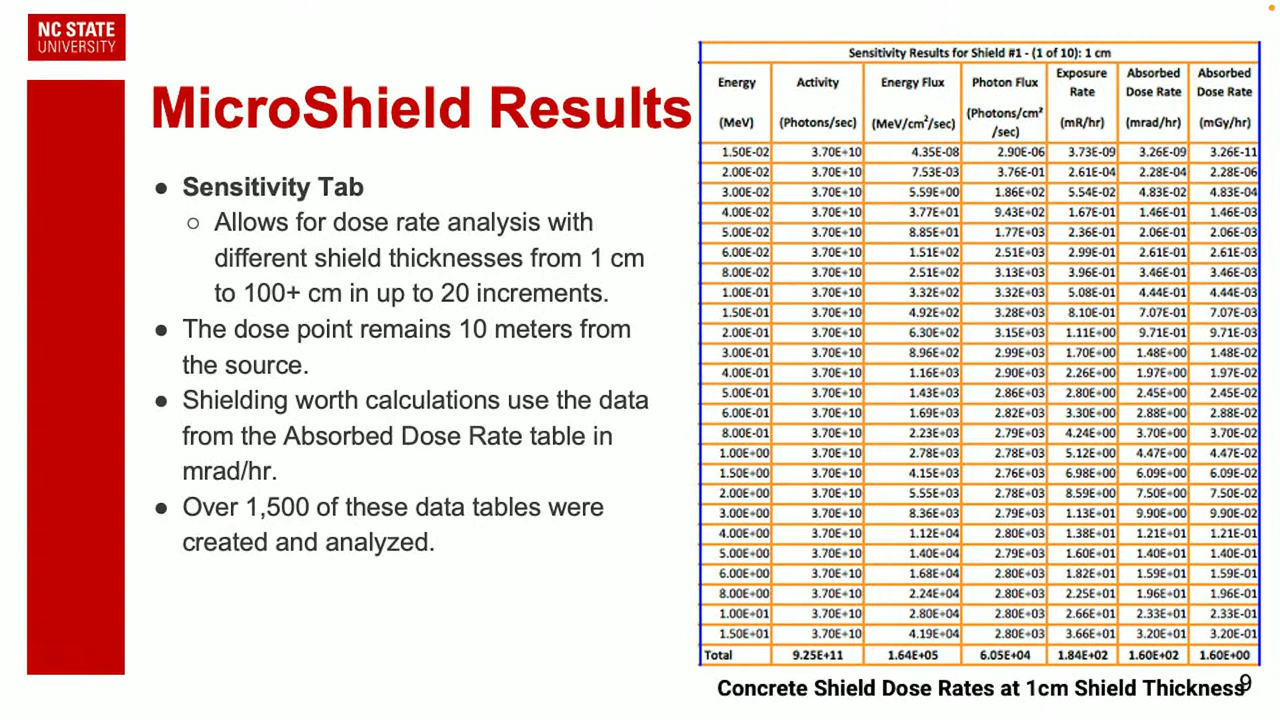 NC STATE
UNIVERSITY
MicroShield Results
● Sensitivity Tab
○ Allows for dose rate analysis with
different shield thicknesses from 1 cm
to 100+ cm in up to 20 increments.
● The dose point remains 10 meters from
the source.
● Shielding worth calculations use the data
from the Absorbed Dose Rate table in
mrad/hr.
● Over 1,500 of these data tables were
created and analyzed.
Sensitivity Results for Shield #1 - (1 of 10): 1 cm
Energy (MeV) Activity (Photons/sec) Energy Flux (MeV/cm²/sec) Photon Flux (Photons/cm²/sec) Exposure Rate (mR/hr) Absorbed Dose Rate (mrad/hr) Absorbed Dose Rate (mGy/hr)
1.50E-02 3.70E+10 4.35E-08 2.90E-06 3.73E-09 3.26E-09 3.26E-11
2.00E-02 3.70E+10 7.53E-03 3.76E-01 2.61E-04 2.28E-04 2.28E-06
3.00E-02 3.70E+10 5.59E+00 1.86E+02 5.54E-02 4.83E-02 4.83E-04
4.00E-02 3.70E+10 3.77E+01 9.43E+02 1.67E-01 1.46E-01 1.46E-03
5.00E-02 3.70E+10 8.85E+01 1.77E+03 2.36E-01 2.06E-01 2.06E-03
6.00E-02 3.70E+10 1.51E+02 2.51E+03 2.99E-01 2.61E-01 2.61E-03
8.00E-02 3.70E+10 2.51E+02 3.13E+03 3.96E-01 3.46E-01 3.46E-03
1.00E-01 3.70E+10 3.32E+02 3.32E+03 5.08E-01 4.44E-01 4.44E-03
1.50E-01 3.70E+10 4.92E+02 3.28E+03 8.10E-01 7.07E-01 7.07E-03
2.00E-01 3.70E+10 6.30E+02 3.15E+03 1.11E+00 9.71E-01 9.71E-03
3.00E-01 3.70E+10 8.96E+02 2.99E+03 1.70E+00 1.48E+00 1.48E-02
4.00E-01 3.70E+10 1.16E+03 2.90E+03 2.26E+00 1.97E+00 1.97E-02
5.00E-01 3.70E+10 1.43E+03 2.86E+03 2.80E+00 2.45E+00 2.45E-02
6.00E-01 3.70E+10 1.69E+03 2.82E+03 3.30E+00 2.88E+00 2.88E-02
8.00E-01 3.70E+10 2.23E+03 2.79E+03 4.24E+00 3.70E+00 3.70E-02
1.00E+00 3.70E+10 2.78E+03 2.78E+03 5.12E+00 4.47E+00 4.47E-02
1.50E+00 3.70E+10 4.15E+03 2.76E+03 6.98E+00 6.09E+00 6.09E-02
2.00E+00 3.70E+10 5.55E+03 2.78E+03 8.59E+00 7.50E+00 7.50E-02
3.00E+00 3.70E+10 8.36E+03 2.79E+03 1.13E+01 9.90E+00 9.90E-02
4.00E+00 3.70E+10 1.12E+04 2.80E+03 1.38E+01 1.21E+01 1.21E-01
5.00E+00 3.70E+10 1.40E+04 2.79E+03 1.60E+01 1.40E+01 1.40E-01
6.00E+00 3.70E+10 1.68E+04 2.80E+03 1.82E+01 1.59E+01 1.59E-01
8.00E+00 3.70E+10 2.24E+04 2.80E+03 2.25E+01 1.96E+01 1.96E-01
1.00E+01 3.70E+10 2.80E+04 2.80E+03 2.66E+01 2.33E+01 2.33E-01
1.50E+01 3.70E+10 4.19E+04 2.80E+03 3.66E+01 3.20E+01 3.20E-01
Total 9.25E+11 1.64E+05 6.05E+04 1.84E+02 1.60E+02 1.60E+00
Concrete Shield Dose Rates at 1cm Shield Thickness
9